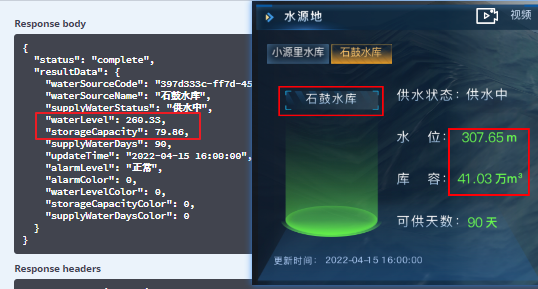 Response body
{
"status": "complete",
"resultData": {
"waterSourceCode": "397d333c-ff7d-45
"waterSourceName": "石鼓水库",
"supplyWaterStatus": "供水中",
"waterLevel": 260.33,
"storageCapacity": 79.86,
"supplyWaterDays": 90,
"updateTime": "2022-04-15 16:00:00",
"alarmLevel": "正常",
"alarmColor": 0,
"waterLevelColor": 0,
"storageCapacityColor": 0,
"supplyWaterDaysColor": 0
}
}
Response headers
水源地
视频
小源里水库 石鼓水库
石鼓水库
供水状态：供水中
水 位：307.65 m
库 容：41.03 万m³
可供天数：90 天
更新时间： 2022-04-15 16:00:00